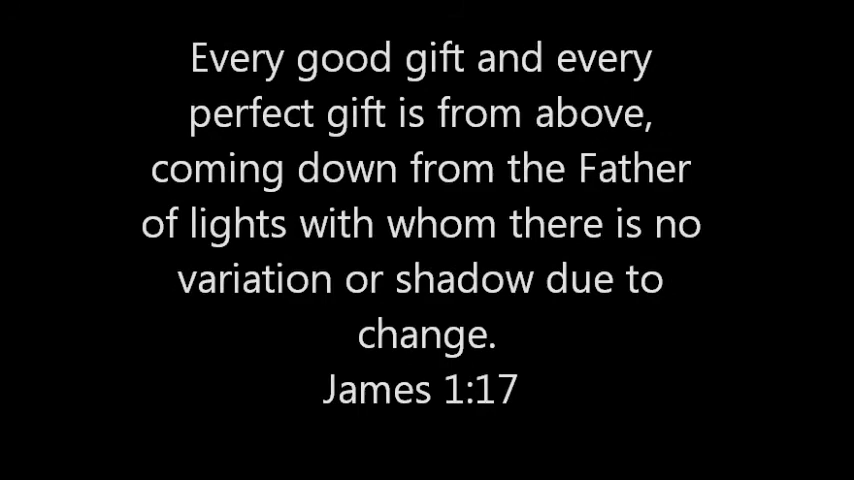 Every good gift and every
perfect gift is from above,
coming down from the Father
of lights with whom there is no
variation or shadow due to
change.
James 1:17